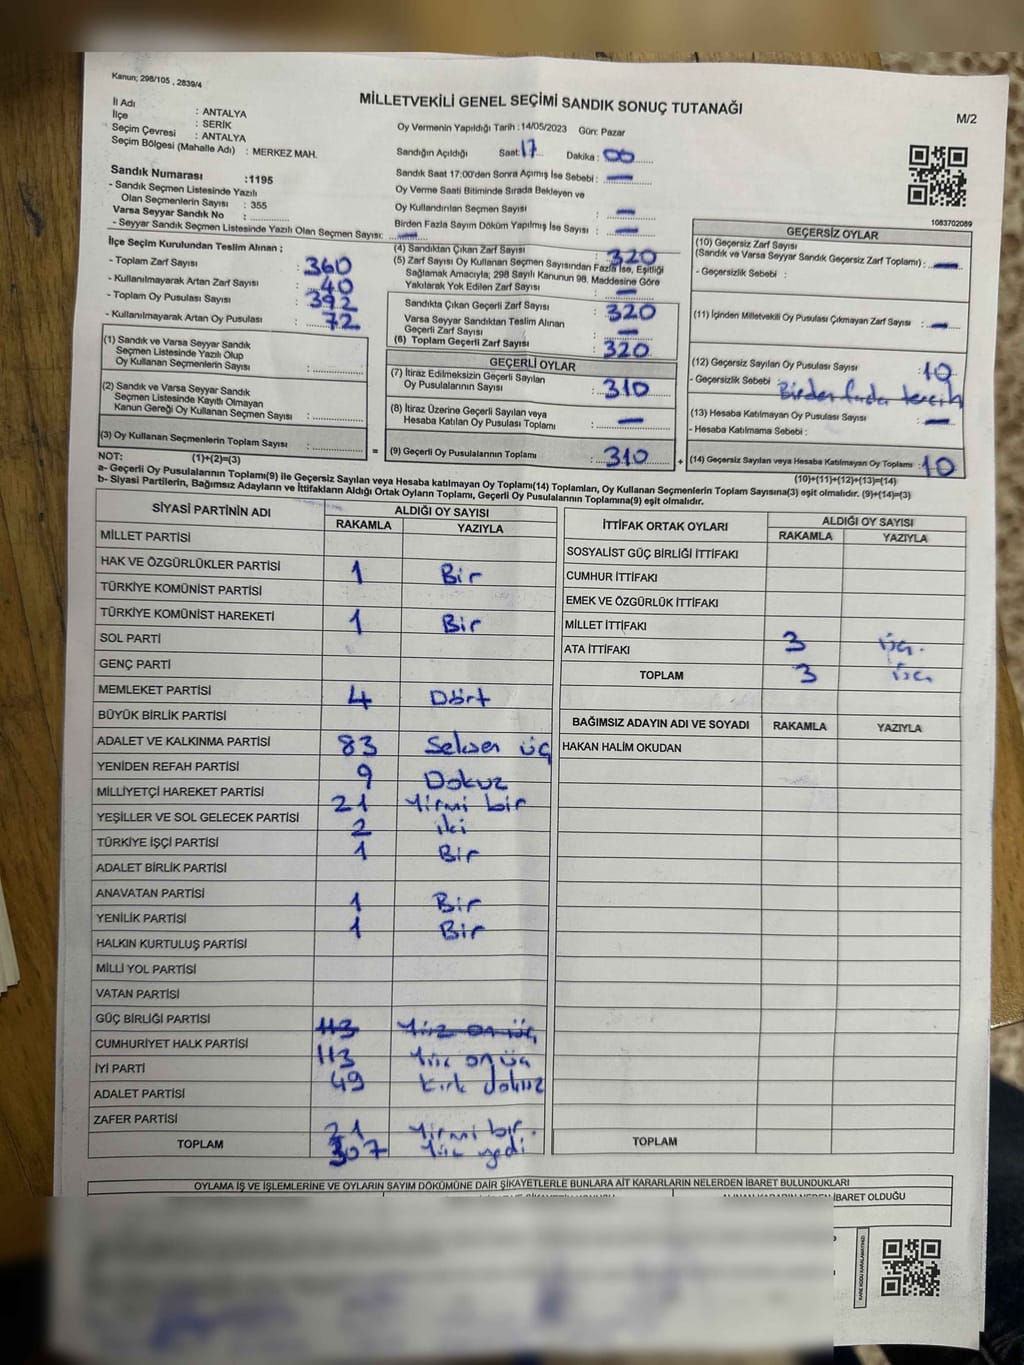 Kanun; 298/105 , 2839/4
MİLLETVEKİLİ GENEL SEÇİMİ SANDIK SONUÇ TUTANAĞI
M/2
İl Adı : ANTALYA
İlçe : SERİK
Seçim Çevresi : ANTALYA
Seçim Bölgesi (Mahalle Adı) : MERKEZ MAH.
Sandık Numarası :1195
- Sandık Seçmen Listesinde Yazılı
Olan Seçmenlerin Sayısı : 355
Varsa Seyyar Sandık No :
- Seyyar Sandık Seçmen Listesinde Yazılı Olan Seçmen Sayısı: —
Oy Vermenin Yapıldığı Tarih :14/05/2023 Gün: Pazar
Sandığın Açıldığı Saat: 17 Dakika : 00
Sandık Saat 17:00'den Sonra Açımış İse Sebebi : —
Oy Verme Saati Bitiminde Sırada Bekleyen ve
Oy Kullandırılan Seçmen Sayısı : —
Birden Fazla Sayım Döküm Yapılmış İse Sayısı : —
1083702089
İlçe Seçim Kurulundan Teslim Alınan ;
- Toplam Zarf Sayısı : 360
- Kullanılmayarak Artan Zarf Sayısı : 40
- Toplam Oy Pusulası Sayısı : 392
- Kullanılmayarak Artan Oy Pusulası : 72
(1) Sandık ve Varsa Seyyar Sandık
Seçmen Listesinde Yazılı Olup
Oy Kullanan Seçmenlerin Sayısı :
(2) Sandık ve Varsa Seyyar Sandık
Seçmen Listesinde Kayıtlı Olmayan
Kanun Gereği Oy Kullanan Seçmen Sayısı :
(3) Oy Kullanan Seçmenlerin Toplam Sayısı : =
(4) Sandıktan Çıkan Zarf Sayısı : 320
(5) Zarf Sayısı Oy Kullanan Seçmen Sayısından Fazla İse, Eşitliği
Sağlamak Amacıyla; 298 Sayılı Kanunun 98. Maddesine Göre
Yakılarak Yok Edilen Zarf Sayısı : —
Sandıkta Çıkan Geçerli Zarf Sayısı : 320
Varsa Seyyar Sandıktan Teslim Alınan
Geçerli Zarf Sayısı : —
(6) Toplam Geçerli Zarf Sayısı : 320
GEÇERLİ OYLAR
(7) İtiraz Edilmeksizin Geçerli Sayılan
Oy Pusulalarının Sayısı : 310
(8) İtiraz Üzerine Geçerli Sayılan veya
Hesaba Katılan Oy Pusulası Toplamı : —
(9) Geçerli Oy Pusulalarının Toplamı : 310 +
GEÇERSİZ OYLAR
(10) Geçersiz Zarf Sayısı
(Sandık ve Varsa Seyyar Sandık Geçersiz Zarf Toplamı) : —
- Geçersizlik Sebebi :
(11) İçinden Milletvekili Oy Pusulası Çıkmayan Zarf Sayısı : —
(12) Geçersiz Sayılan Oy Pusulası Sayısı : 10
- Geçersizlik Sebebi : Birden fazla tercih
(13) Hesaba Katılmayan Oy Pusulası Sayısı : —
- Hesaba Katılmama Sebebi :
(14) Geçersiz Sayılan veya Hesaba Katılmayan Oy Toplamı : 10
NOT: (1)+(2)=(3) (10)+(11)+(12)+(13)=(14)
a- Geçerli Oy Pusulalarının Toplamı(9) ile Geçersiz Sayılan veya Hesaba katılmayan Oy Toplamı(14) Toplamları, Oy Kullanan Seçmenlerin Toplam Sayısına(3) eşit olmalıdır. (9)+(14)=(3)
b- Siyasi Partilerin, Bağımsız Adayların ve İttifakların Aldığı Oy Ortak Oyların Toplamı, Geçerli Oy Pusulalarının Toplamına(9) eşit olmalıdır.
SİYASİ PARTİNİN ADI ALDIĞI OY SAYISI
RAKAMLA YAZIYLA
MİLLET PARTİSİ
HAK VE ÖZGÜRLÜKLER PARTİSİ 1 Bir
TÜRKİYE KOMÜNİST PARTİSİ
TÜRKİYE KOMÜNİST HAREKETİ 1 Bir
SOL PARTİ
GENÇ PARTİ
MEMLEKET PARTİSİ 4 Dört
BÜYÜK BİRLİK PARTİSİ
ADALET VE KALKINMA PARTİSİ 83 Seksen üç
YENİDEN REFAH PARTİSİ 9 Dokuz
MİLLİYETÇİ HAREKET PARTİSİ 21 Yirmi bir
YEŞİLLER VE SOL GELECEK PARTİSİ 2 iki
TÜRKİYE İŞÇİ PARTİSİ 1 Bir
ADALET BİRLİK PARTİSİ
ANAVATAN PARTİSİ 1 Bir
YENİLİK PARTİSİ 1 Bir
HALKIN KURTULUŞ PARTİSİ
MİLLİ YOL PARTİSİ
VATAN PARTİSİ
GÜÇ BİRLİĞİ PARTİSİ 113 Yüz on üç
CUMHURİYET HALK PARTİSİ 113 Yüz on üç
İYİ PARTİ 49 Kırk dokuz
ADALET PARTİSİ
ZAFER PARTİSİ 21 Yirmi bir
TOPLAM 307 Yüz yedi
İTTİFAK ORTAK OYLARI ALDIĞI OY SAYISI
RAKAMLA YAZIYLA
SOSYALİST GÜÇ BİRLİĞİ İTTİFAKI
CUMHUR İTTİFAKI
EMEK VE ÖZGÜRLÜK İTTİFAKI
MİLLET İTTİFAKI
ATA İTTİFAKI 3 üç
TOPLAM 3 üç
BAĞIMSIZ ADAYIN ADI VE SOYADI RAKAMLA YAZIYLA
HAKAN HALİM OKUDAN
TOPLAM
OYLAMA İŞ VE İŞLEMLERİNE VE OYLARIN SAYIM DÖKÜMÜNE DAİR ŞİKAYETLERLE BUNLARA AİT KARARLARIN NELERDEN İBARET BULUNDUKLARI
İBARET OLDUĞU